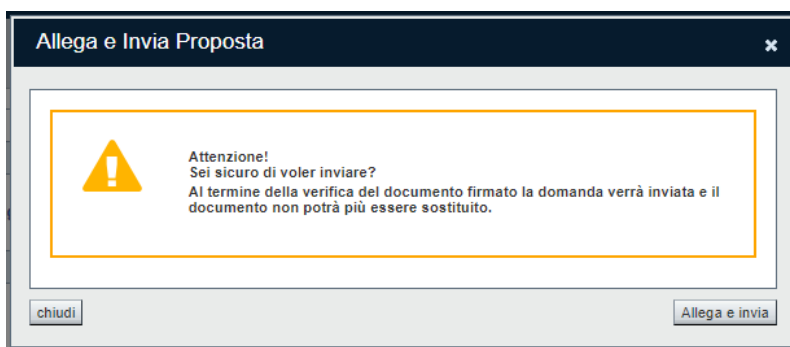 Allega e Invia Proposta
Attenzione!
Sei sicuro di voler inviare?
Al termine della verifica del documento firmato la domanda verrà inviata e il
documento non potrà più essere sostituito.
chiudi
Allega e invia